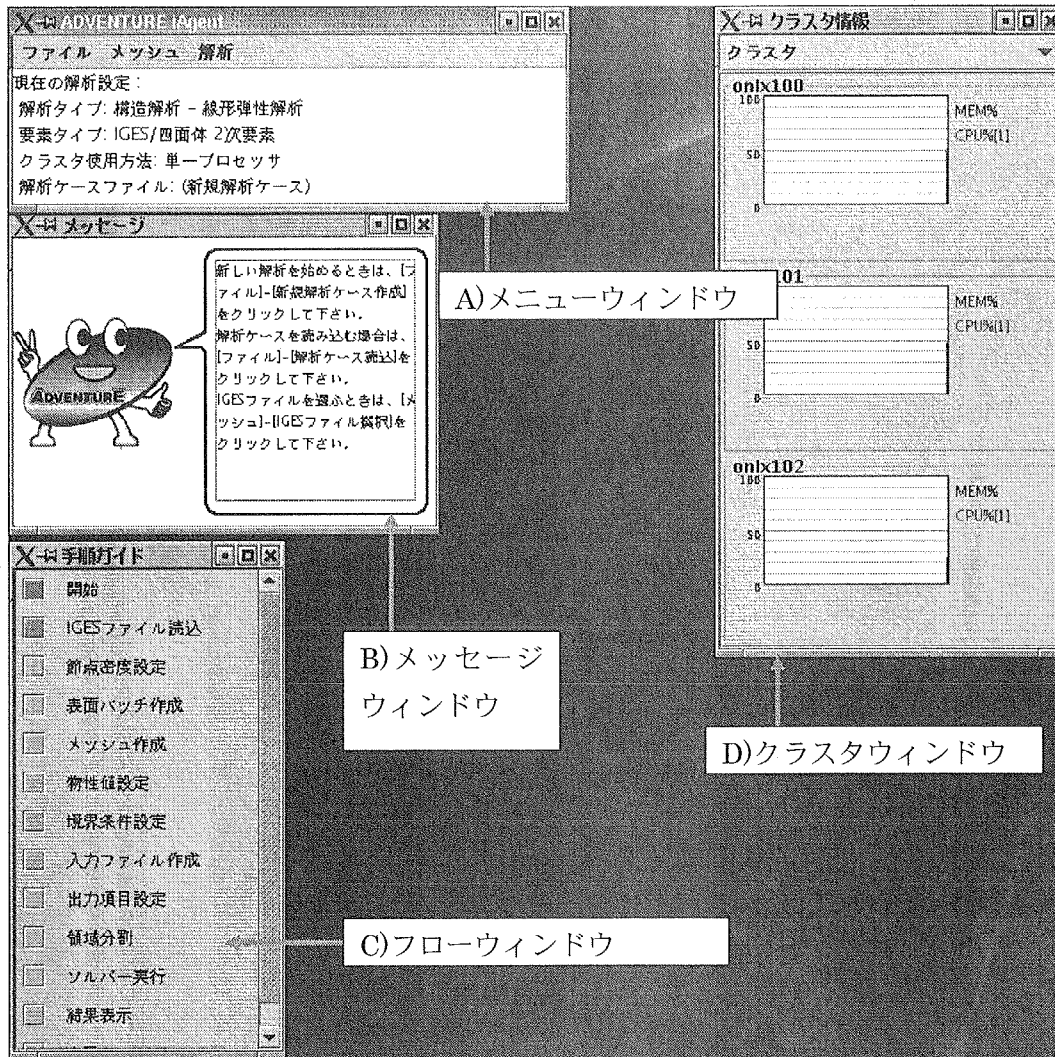 ADVENTURE iAgent
ファイル メッシュ 解析
現在の解析設定：
解析タイプ: 構造解析 - 線形弾性解析
要素タイプ: IGES/四面体 2次要素
クラスタ使用方法: 単一プロセッサ
解析ケースファイル: (新規解析ケース)
メッセージ
新しい解析を始めるときは、[フ
ァイル]-[新規解析ケース作成]
をクリックして下さい。
解析ケースを読み込む場合は、
[ファイル]-[解析ケース読込]を
クリックして下さい。
IGESファイルを選ぶときは、[メ
ッシュ]-[IGESファイル選択]を
クリックして下さい。
ADVENTURE
A)メニューウィンドウ
B)メッセージ
ウィンドウ
手順ガイド
開始
IGESファイル読込
節点密度設定
表面パッチ作成
メッシュ作成
物性値設定
境界条件設定
入力ファイル作成
出力項目設定
領域分割
ソルバー実行
結果表示
C)フローウィンドウ
クラスタ情報
クラスタ
onlx100
100
50
0
MEM%
CPU%[1]
101
50
0
MEM%
CPU%[1]
onlx102
100
50
0
MEM%
CPU%[1]
D)クラスタウィンドウ